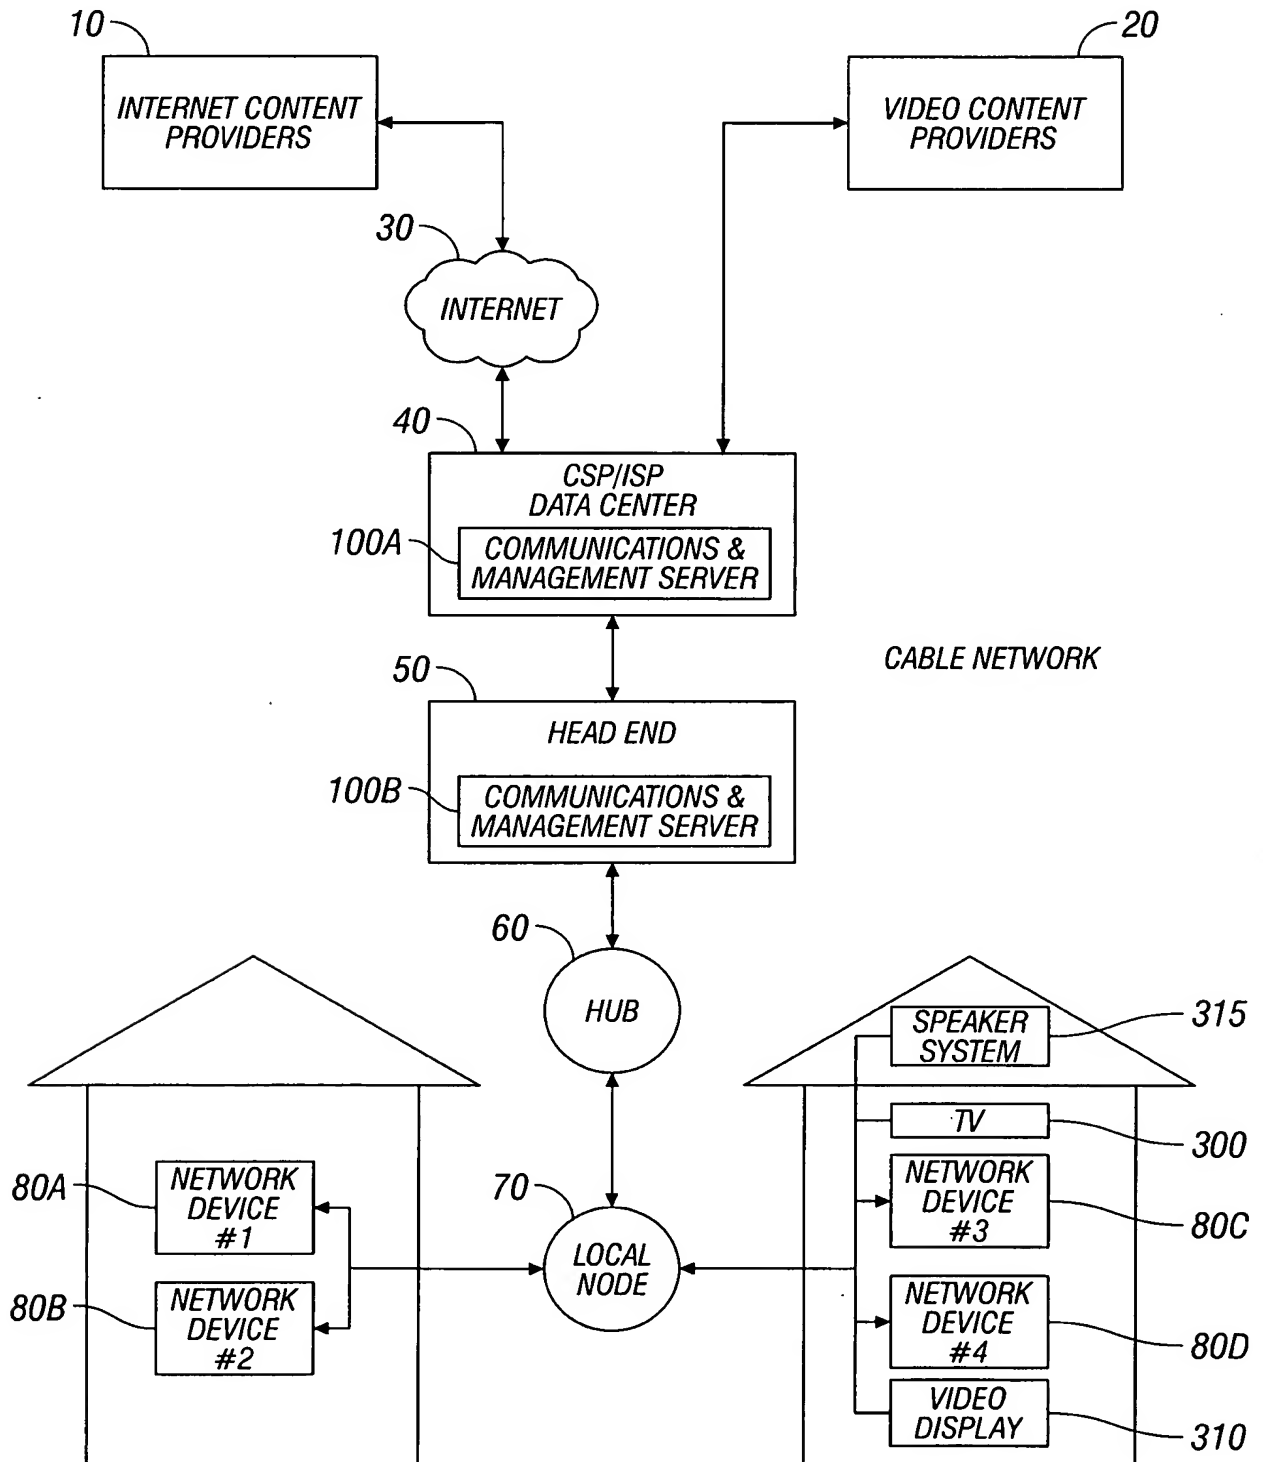 10
20
INTERNET CONTENT
PROVIDERS
VIDEO CONTENT
PROVIDERS
30
INTERNET
40
CSP/ISP
DATA CENTER
100A
COMMUNICATIONS &
MANAGEMENT SERVER
CABLE NETWORK
50
HEAD END
100B
COMMUNICATIONS &
MANAGEMENT SERVER
60
HUB
SPEAKER
SYSTEM
315
TV
300
80A
NETWORK
DEVICE
#1
70
LOCAL
NODE
NETWORK
DEVICE
#3
80C
80B
NETWORK
DEVICE
#2
NETWORK
DEVICE
#4
80D
VIDEO
DISPLAY
310